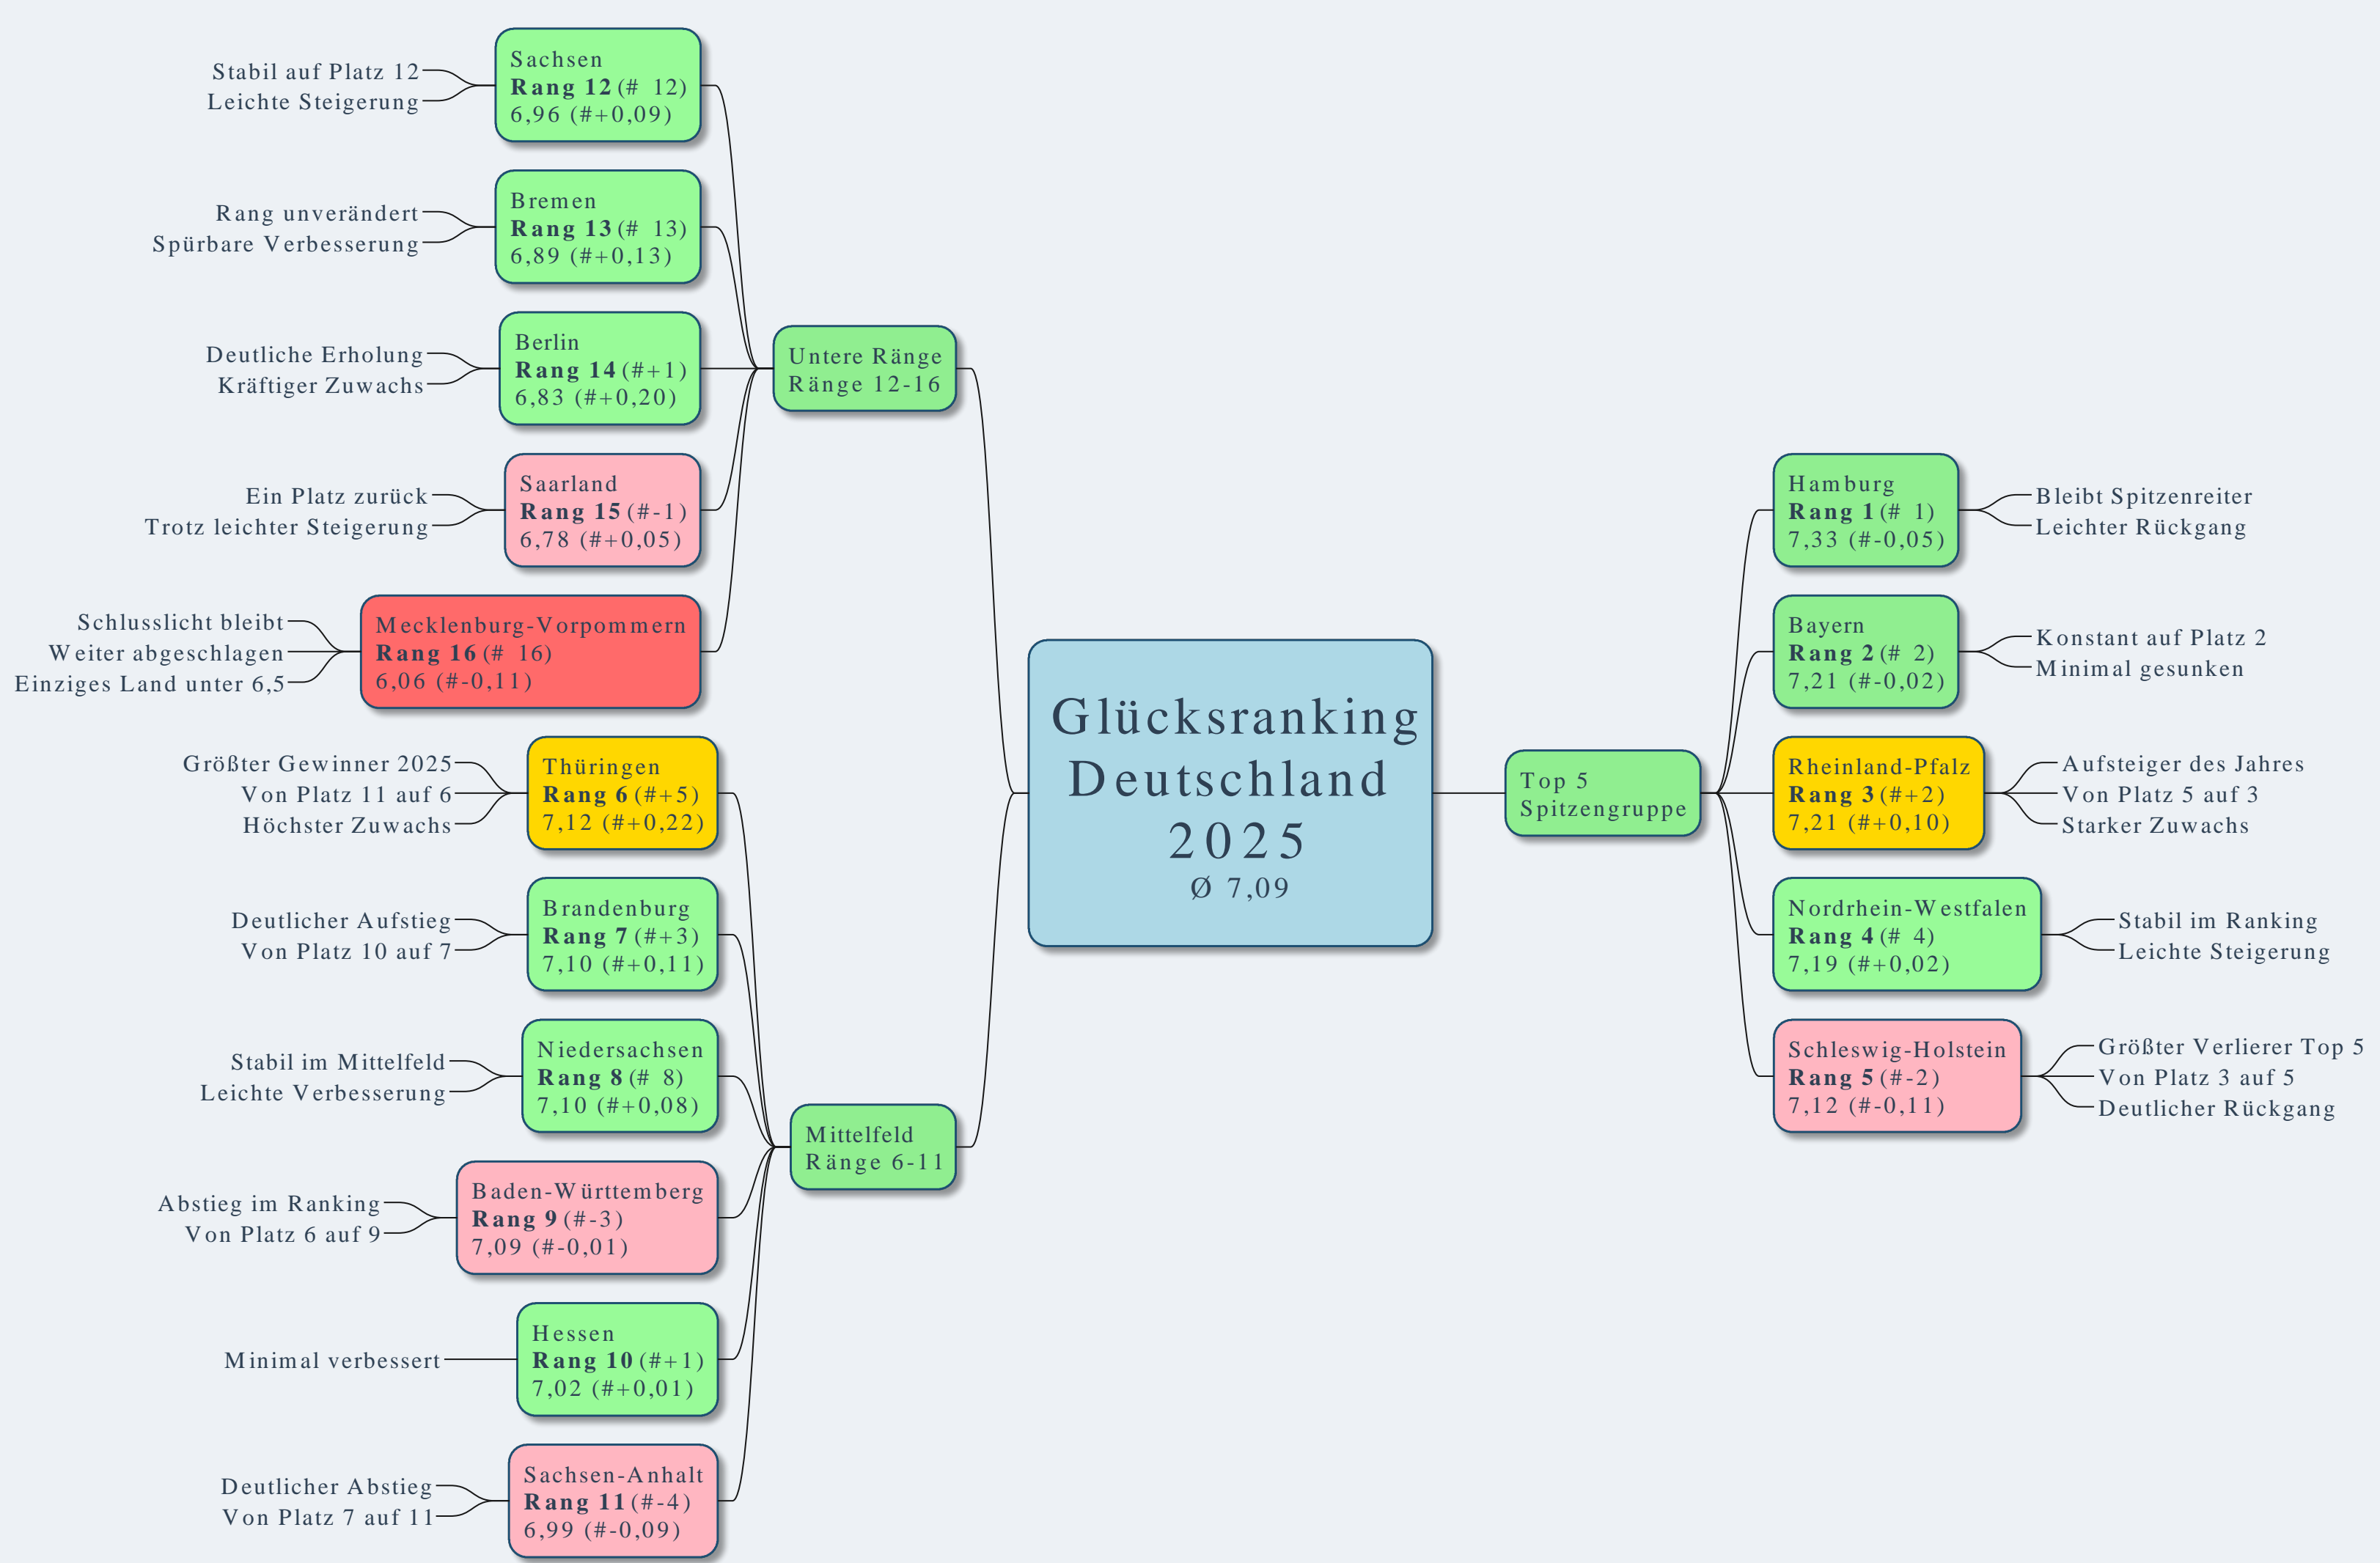 Glücksranking
Deutschland
2025
Ø 7,09
Top 5
Spitzengruppe
Hamburg
Rang 1 (# 1)
7,33 (#-0,05)
Bleibt Spitzenreiter
Leichter Rückgang
Bayern
Rang 2 (# 2)
7,21 (#-0,02)
Konstant auf Platz 2
Minimal gesunken
Rheinland-Pfalz
Rang 3 (#+2)
7,21 (#+0,10)
Aufsteiger des Jahres
Von Platz 5 auf 3
Starker Zuwachs
Nordrhein-Westfalen
Rang 4 (# 4)
7,19 (#+0,02)
Stabil im Ranking
Leichte Steigerung
Schleswig-Holstein
Rang 5 (#-2)
7,12 (#-0,11)
Größter Verlierer Top 5
Von Platz 3 auf 5
Deutlicher Rückgang
Mittelfeld
Ränge 6-11
Thüringen
Rang 6 (#+5)
7,12 (#+0,22)
Größter Gewinner 2025
Von Platz 11 auf 6
Höchster Zuwachs
Brandenburg
Rang 7 (#+3)
7,10 (#+0,11)
Deutlicher Aufstieg
Von Platz 10 auf 7
Niedersachsen
Rang 8 (# 8)
7,10 (#+0,08)
Stabil im Mittelfeld
Leichte Verbesserung
Baden-Württemberg
Rang 9 (#-3)
7,09 (#-0,01)
Abstieg im Ranking
Von Platz 6 auf 9
Hessen
Rang 10 (#+1)
7,02 (#+0,01)
Minimal verbessert
Sachsen-Anhalt
Rang 11 (#-4)
6,99 (#-0,09)
Deutlicher Abstieg
Von Platz 7 auf 11
Untere Ränge
Ränge 12-16
Sachsen
Rang 12 (# 12)
6,96 (#+0,09)
Stabil auf Platz 12
Leichte Steigerung
Bremen
Rang 13 (# 13)
6,89 (#+0,13)
Rang unverändert
Spürbare Verbesserung
Berlin
Rang 14 (#+1)
6,83 (#+0,20)
Deutliche Erholung
Kräftiger Zuwachs
Saarland
Rang 15 (#-1)
6,78 (#+0,05)
Ein Platz zurück
Trotz leichter Steigerung
Mecklenburg-Vorpommern
Rang 16 (# 16)
6,06 (#-0,11)
Schlusslicht bleibt
Weiter abgeschlagen
Einziges Land unter 6,5